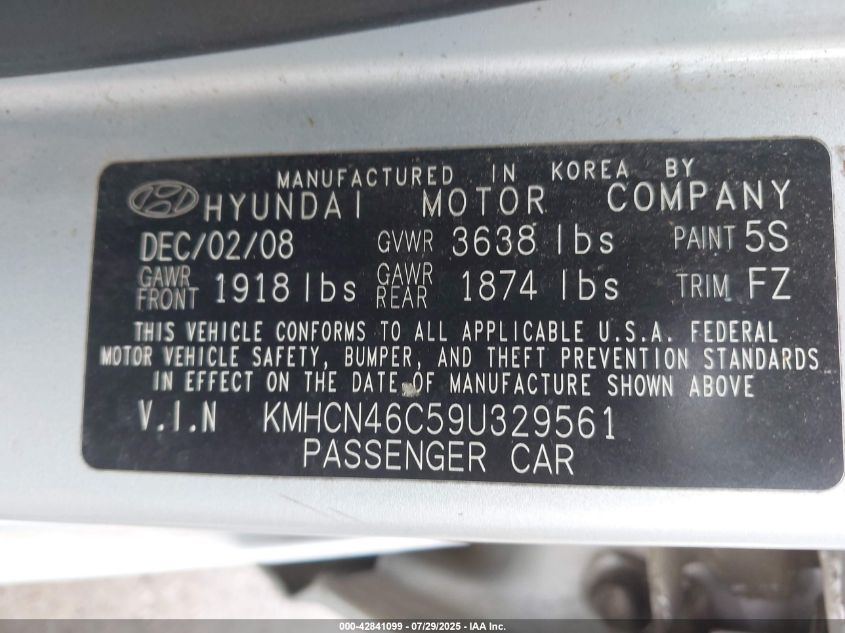 MANUFACTURED IN KOREA BY
HYUNDAI MOTOR COMPANY
DEC/02/08 GVWR 3638 lbs PAINT 5S
GAWR FRONT 1918 lbs GAWR REAR 1874 lbs TRIM FZ
THIS VEHICLE CONFORMS TO ALL APPLICABLE U.S.A. FEDERAL
MOTOR VEHICLE SAFETY, BUMPER, AND THEFT PREVENTION STANDARDS
IN EFFECT ON THE DATE OF MANUFACTURE SHOWN ABOVE
V.I.N KMHCN46C59U329561
PASSENGER CAR
000-42841099 | 07/29/2025 - IAA Inc.